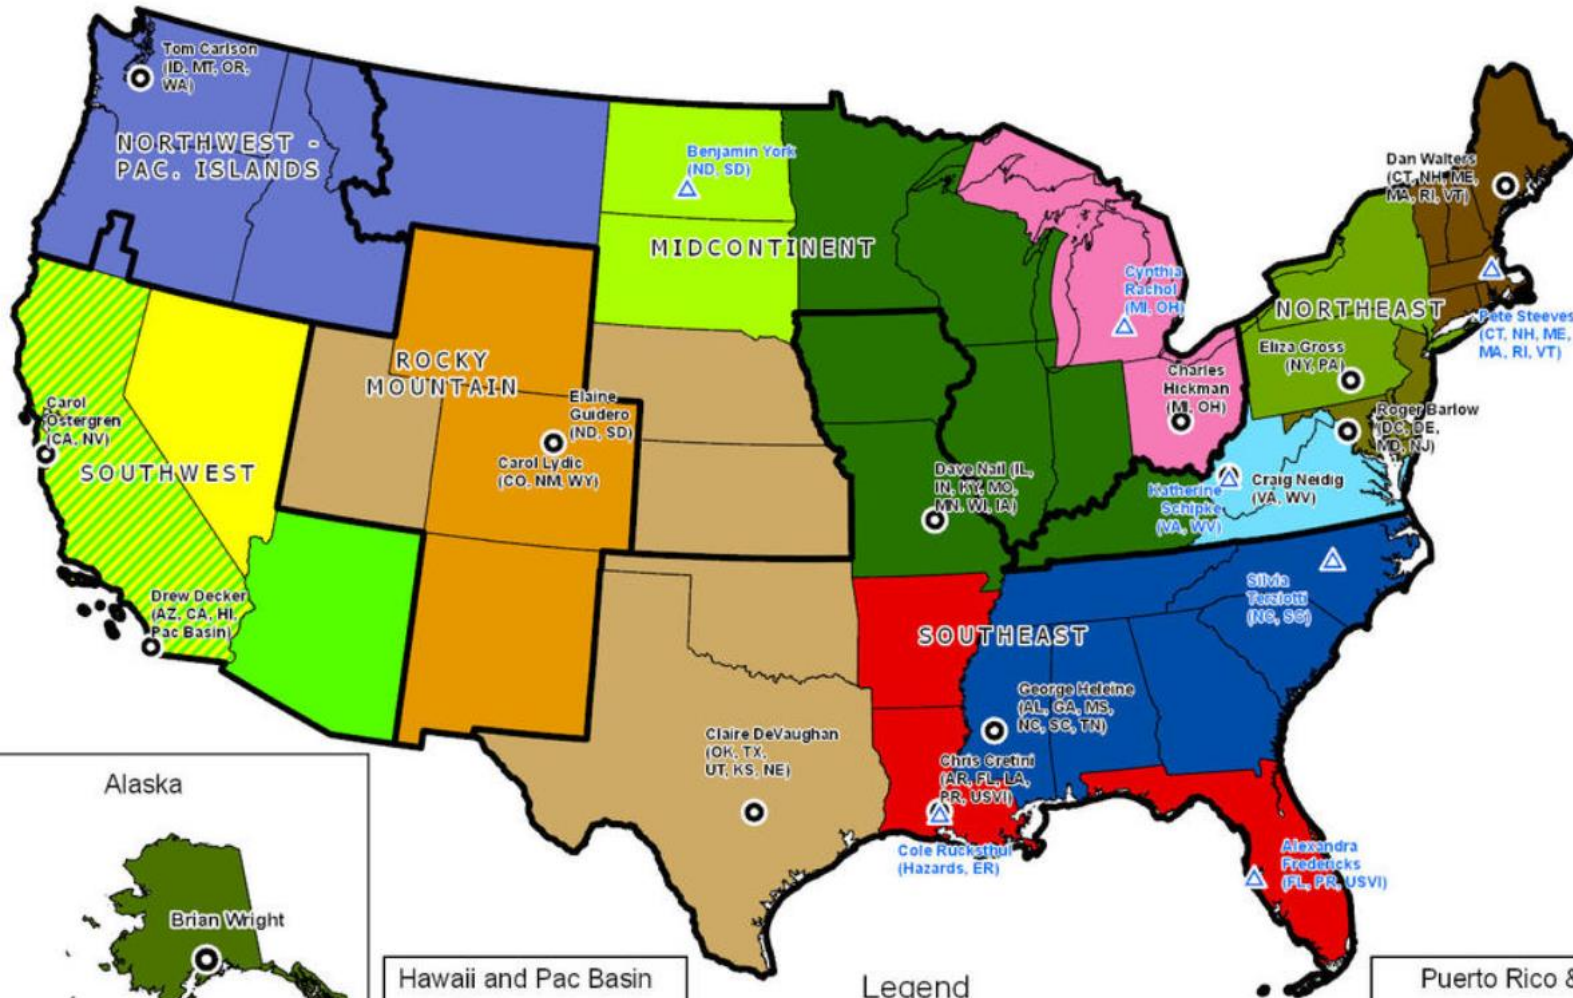 Tom Carlson
(ID, MT, OR,
WA)
NORTHWEST -
PAC. ISLANDS
Benjamin York
(ND, SD)
MIDCONTINENT
Cynthia
Rachol
(MI, OH)
Dan Walters
(CT, NH, ME,
MA, RI, VT)
NORTHEAST
Pete Steeves
(CT, NH, ME,
MA, RI, VT)
Eliza Gross
(NY, PA)
Charles
Hickman
(MI, OH)
Roger Barlow
(DC, DE,
MD, NJ)
ROCKY
MOUNTAIN
Elaine
Guidero
(ND, SD)
Carol Lydic
(CO, NM, WY)
Carol
Ostergren
(CA, NV)
SOUTHWEST
Dave Nail (IL,
IN, KY, MO,
MN. WI, IA)
Katherine
Schipke
(VA, WV)
Craig Neidig
(VA, WV)
Drew Decker
(AZ, CA, HI,
Pac Basin)
Silvia
Terziotti
(NC, SC)
SOUTHEAST
George Heleine
(AL, GA, MS,
NC, SC, TN)
Claire DeVaughan
(OK, TX,
UT, KS, NE)
Chris Cretini
(AR, FL, LA,
PR, USVI)
Cole Rucksthul
(Hazards, ER)
Alexandra
Fredericks
(FL, PR, USVI)
Alaska
Brian Wright
Hawaii and Pac Basin
Legend
Puerto Rico &